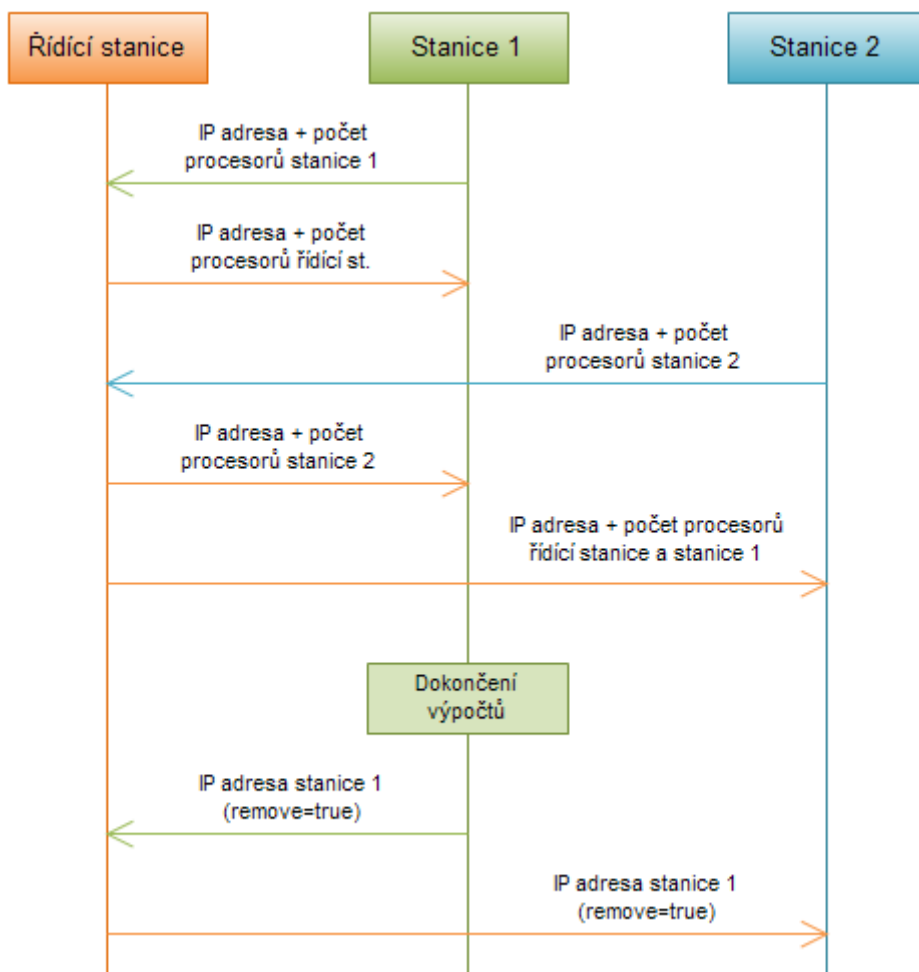 Řídící stanice
Stanice 1
Stanice 2
IP adresa + počet
procesorů stanice 1
IP adresa + počet
procesorů řídící st.
IP adresa + počet
procesorů stanice 2
IP adresa + počet
procesorů stanice 2
IP adresa + počet procesorů
řídící stanice a stanice 1
Dokončení
výpočtů
IP adresa stanice 1
(remove=true)
IP adresa stanice 1
(remove=true)